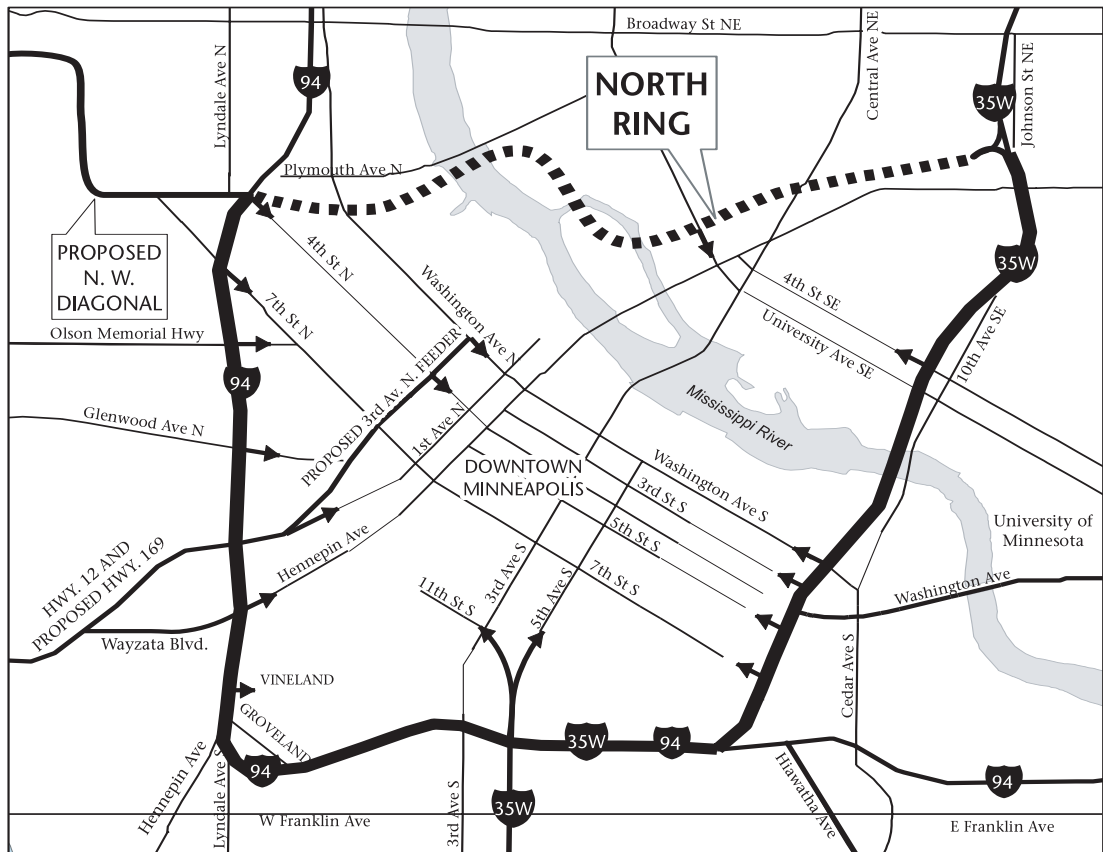 Broadway St NE
Lyndale Ave N
94
NORTH
RING
Central Ave NE
35W
Johnson St NE
Plymouth Ave N
PROPOSED
N. W.
DIAGONAL
4th St N
Washington Ave N
35W
7th St N
4th St SE
University Ave SE
10th Ave SE
Olson Memorial Hwy
94
PROPOSED 3rd Av. N. FEEDER
Mississippi River
Glenwood Ave N
1st Ave N
DOWNTOWN
MINNEAPOLIS
Washington Ave S
3rd St S
5th St S
7th St S
University of
Minnesota
HWY. 12 AND
PROPOSED HWY. 169
Hennepin Ave
3rd Ave S
5th Ave S
11th St S
Washington Ave
Wayzata Blvd.
Cedar Ave S
VINELAND
GROVELAND
94
35W
94
94
Hennepin Ave
Lyndale Ave S
3rd Ave S
35W
Hiawatha Ave
W Franklin Ave
E Franklin Ave